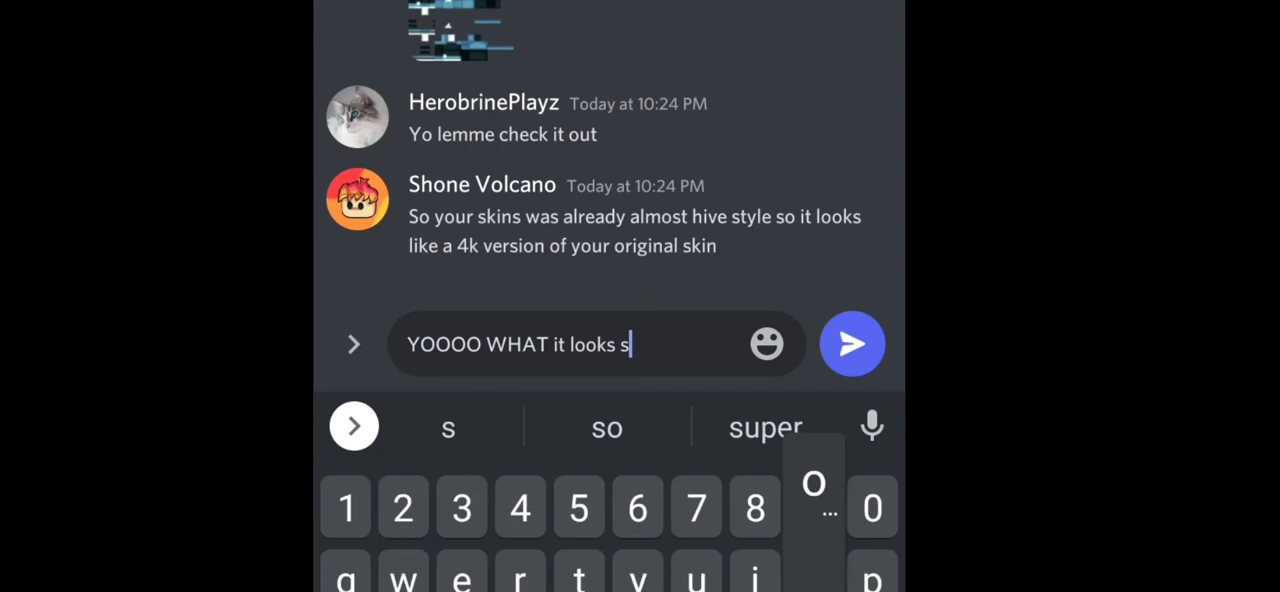 HerobrinePlayz Today at 10:24 PM
Yo lemme check it out
Shone Volcano Today at 10:24 PM
So your skins was already almost hive style so it looks
like a 4k version of your original skin
YOOOO WHAT it looks s
s so super
o
...
1 2 3 4 5 6 7 8 0
q w e r t y u i p